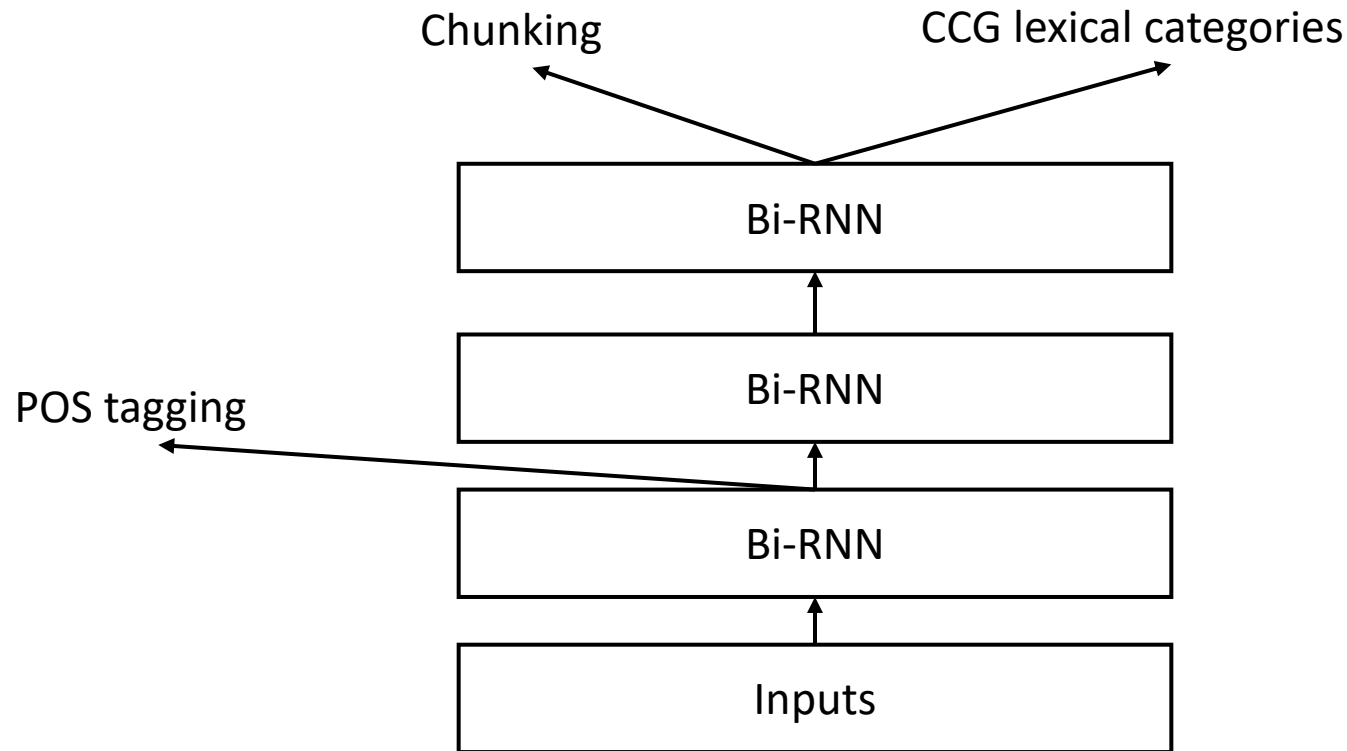 Chunking
CCG lexical categories
Bi-RNN
Bi-RNN
POS tagging
Bi-RNN
Inputs